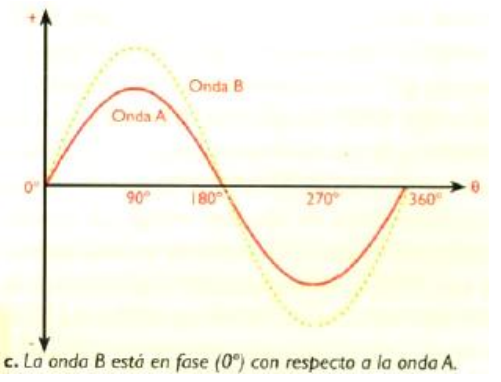 +
Onda B
Onda A
0°
90° 180° 270° 360° θ
-
c. La onda B está en fase (0°) con respecto a la onda A.